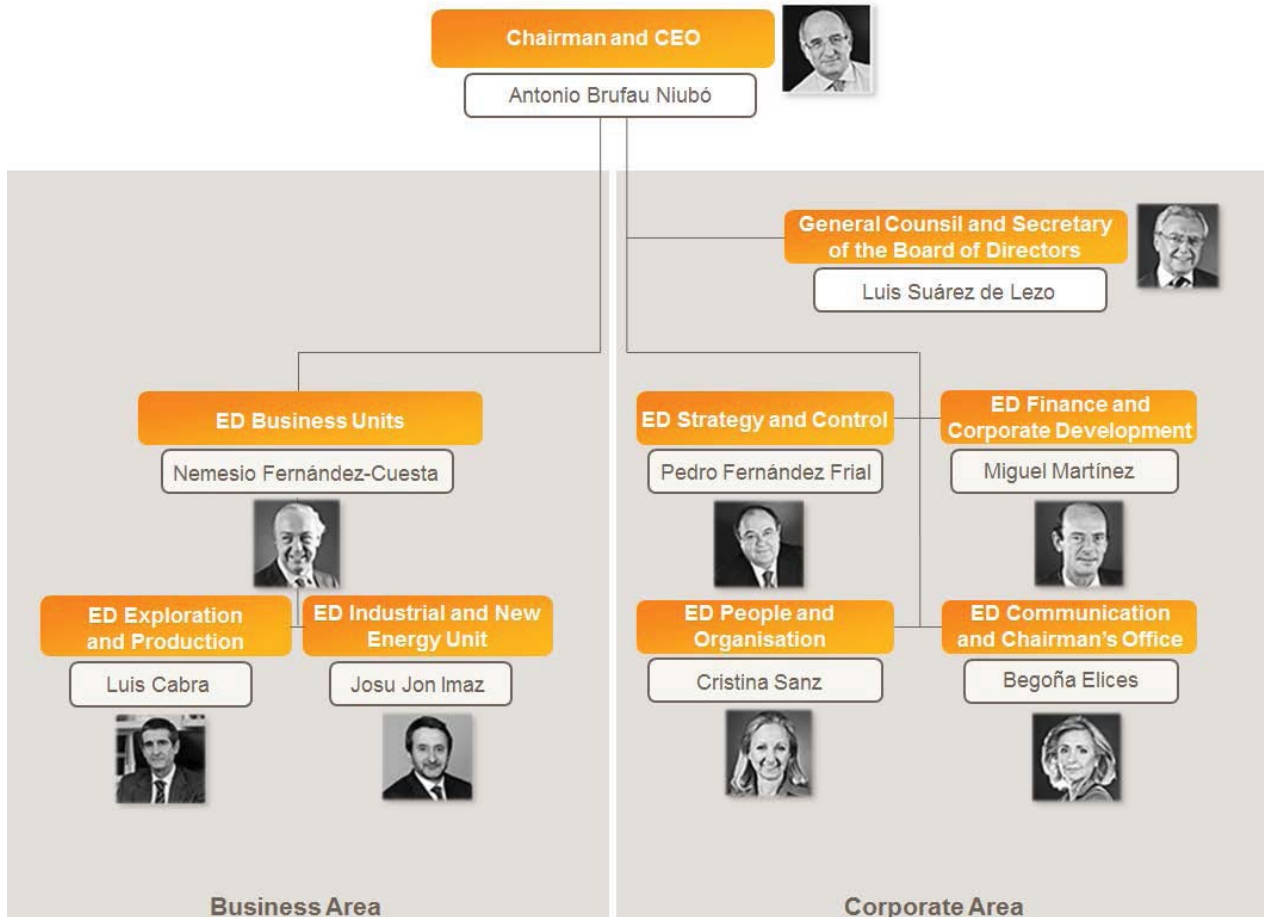 Chairman and CEO
Antonio Brufau Niubó
General Counsil and Secretary
of the Board of Directors
Luis Suárez de Lezo
ED Business Units
Nemesio Fernández-Cuesta
ED Strategy and Control
Pedro Fernández Frial
ED Finance and
Corporate Development
Miguel Martínez
ED Exploration
and Production
Luis Cabra
ED Industrial and New
Energy Unit
Josu Jon Imaz
ED People and
Organisation
Cristina Sanz
ED Communication
and Chairman's Office
Begoña Elices
Business Area
Corporate Area